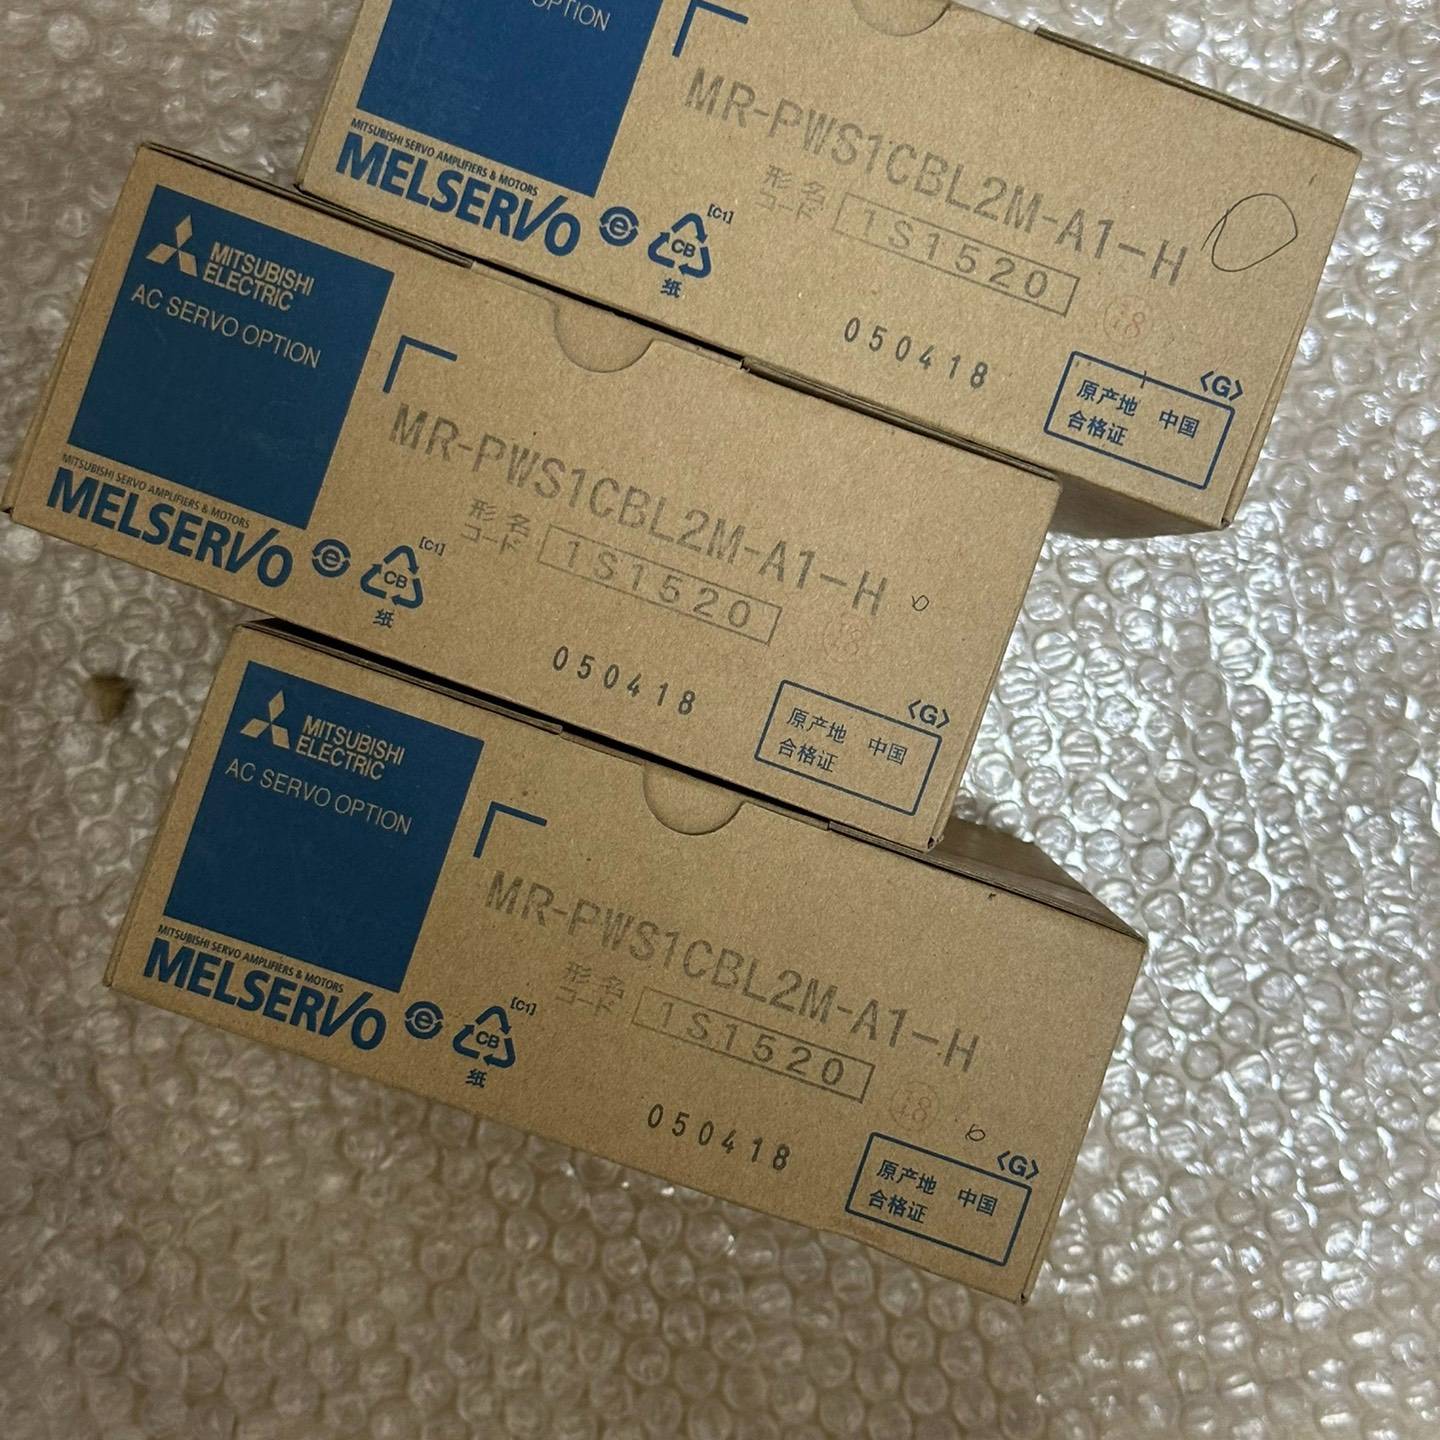 OPTION
MITSUBISHI SERVO AMPLIFIERS & MOTORS
MELSERVO
e
CB
[C1]
纸
MR-PWS1CBL2M-A1-H
形名
コード
1S1520
18
050418
<G>
原产地 中国
合格证
MITSUBISHI
ELECTRIC
AC SERVO OPTION
MITSUBISHI SERVO AMPLIFIERS & MOTORS
MELSERVO
e
CB
[C1]
纸
MR-PWS1CBL2M-A1-H
形名
コード
1S1520
18
050418
<G>
原产地 中国
合格证
MITSUBISHI
ELECTRIC
AC SERVO OPTION
MITSUBISHI SERVO AMPLIFIERS & MOTORS
MELSERVO
e
CB
[C1]
纸
MR-PWS1CBL2M-A1-H
形名
コード
1S1520
18
050418
<G>
原产地 中国
合格证